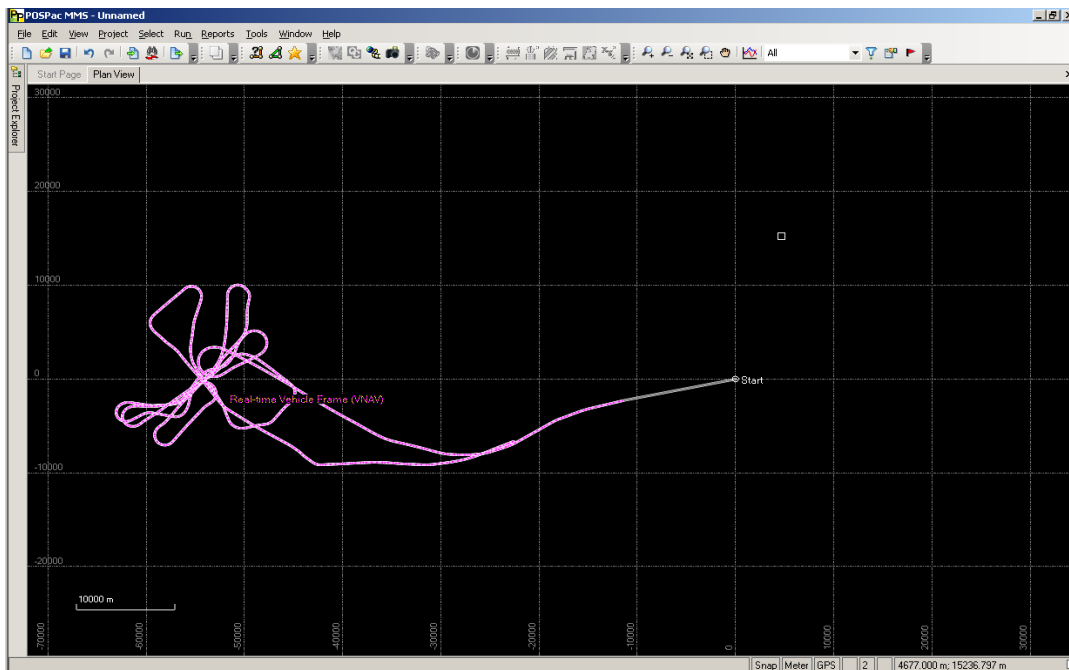 POSPac MMS - Unnamed
File Edit View Project Select Run Reports Tools Window Help
All
Start Page Plan View
Project Explorer
30000
20000
10000
0
-10000
-20000
Start
Real-time Vehicle Frame (VNAV)
10000 m
-70000 -60000 -50000 -40000 -30000 -20000 -10000 0 10000 20000 30000
Snap Meter GPS 2 4677.000 m; 15236.797 m